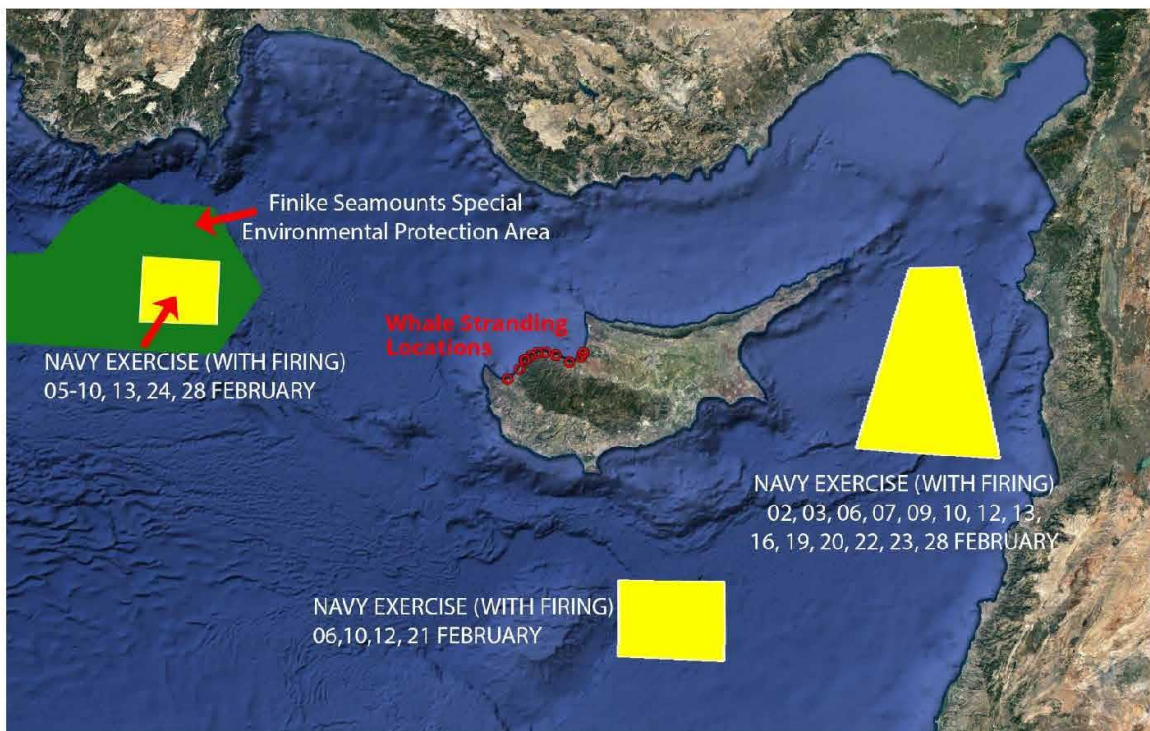 Finike Seamounts Special
Environmental Protection Area
Whale Stranding
Locations
NAVY EXERCISE (WITH FIRING)
05-10, 13, 24, 28 FEBRUARY
NAVY EXERCISE (WITH FIRING)
02, 03, 06, 07, 09, 10, 12, 13,
16, 19, 20, 22, 23, 28 FEBRUARY
NAVY EXERCISE (WITH FIRING)
06,10,12, 21 FEBRUARY